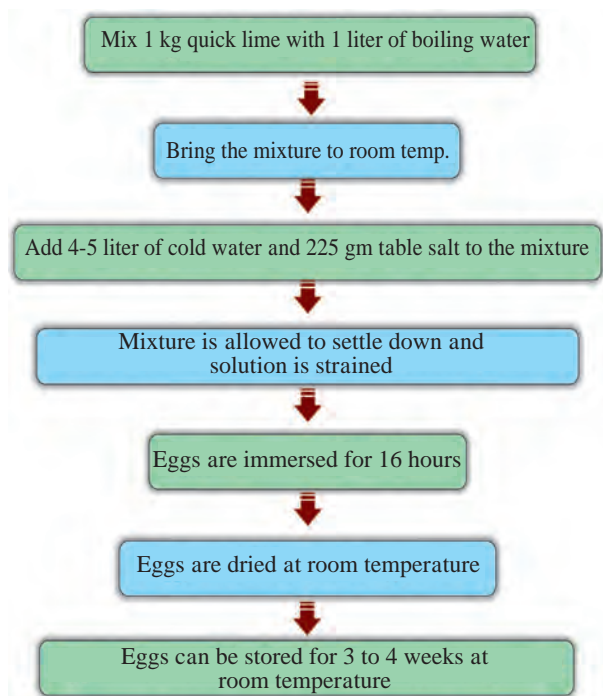 Mix 1 kg quick lime with 1 liter of boiling water
Bring the mixture to room temp.
Add 4-5 liter of cold water and 225 gm table salt to the mixture
Mixture is allowed to settle down and
solution is strained
Eggs are immersed for 16 hours
Eggs are dried at room temperature
Eggs can be stored for 3 to 4 weeks at
room temperature